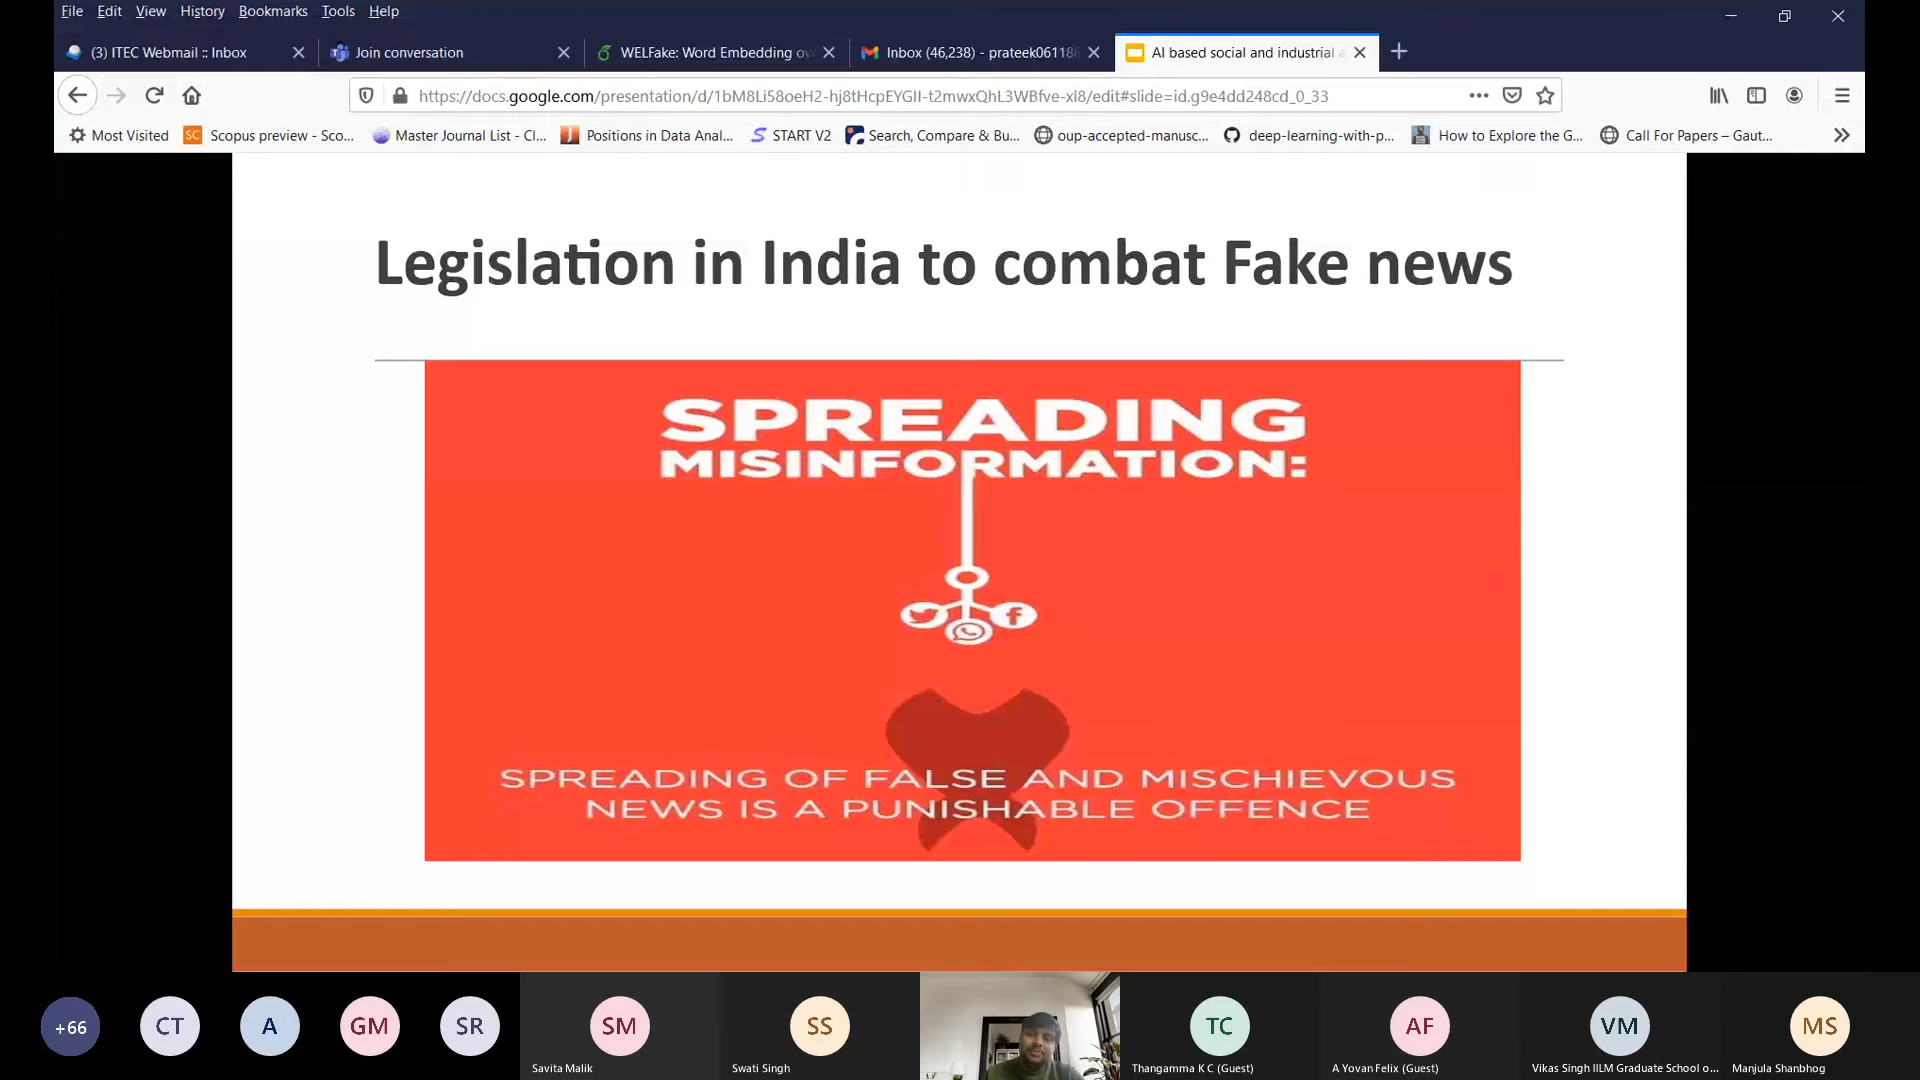 File Edit View History Bookmarks Tools Help
(3) ITEC Webmail :: Inbox
Join conversation
WELFake: Word Embedding ov
Inbox (46,238) - prateek06118
AI based social and industrial a
https://docs.google.com/presentation/d/1bM8Li58oeH2-hj8tHcpEYGII-t2mwxQhL3WBfve-xI8/edit#slide=id.g9e4dd248cd_0_33
Most Visited
Scopus preview - Sco...
Master Journal List - Cl...
Positions in Data Anal...
START V2
Search, Compare & Bu...
oup-accepted-manusc...
deep-learning-with-p...
How to Explore the G...
Call For Papers – Gaut...
Legislation in India to combat Fake news
SPREADING
MISINFORMATION:
SPREADING OF FALSE AND MISCHIEVOUS
NEWS IS A PUNISHABLE OFFENCE
+66
CT
A
GM
SR
SM
SS
TC
AF
VM
MS
Savita Malik
Swati Singh
Thangamma K C (Guest)
A Yovan Felix (Guest)
Vikas Singh IILM Graduate School o...
Manjula Shanbhog